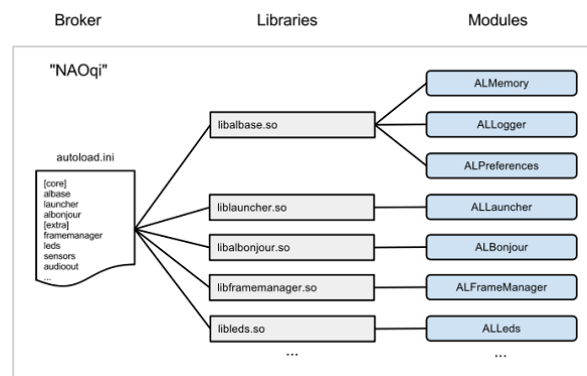 Broker
Libraries
Modules
"NAOqi"
autoload.ini
[core]
albase
launcher
albonjour
[extra]
framemanager
leds
sensors
audioout
...
libalbase.so
liblauncher.so
libalbonjour.so
libframemanager.so
libleds.so
...
ALMemory
ALLogger
ALPreferences
ALLauncher
ALBonjour
ALFrameManager
ALLeds
...